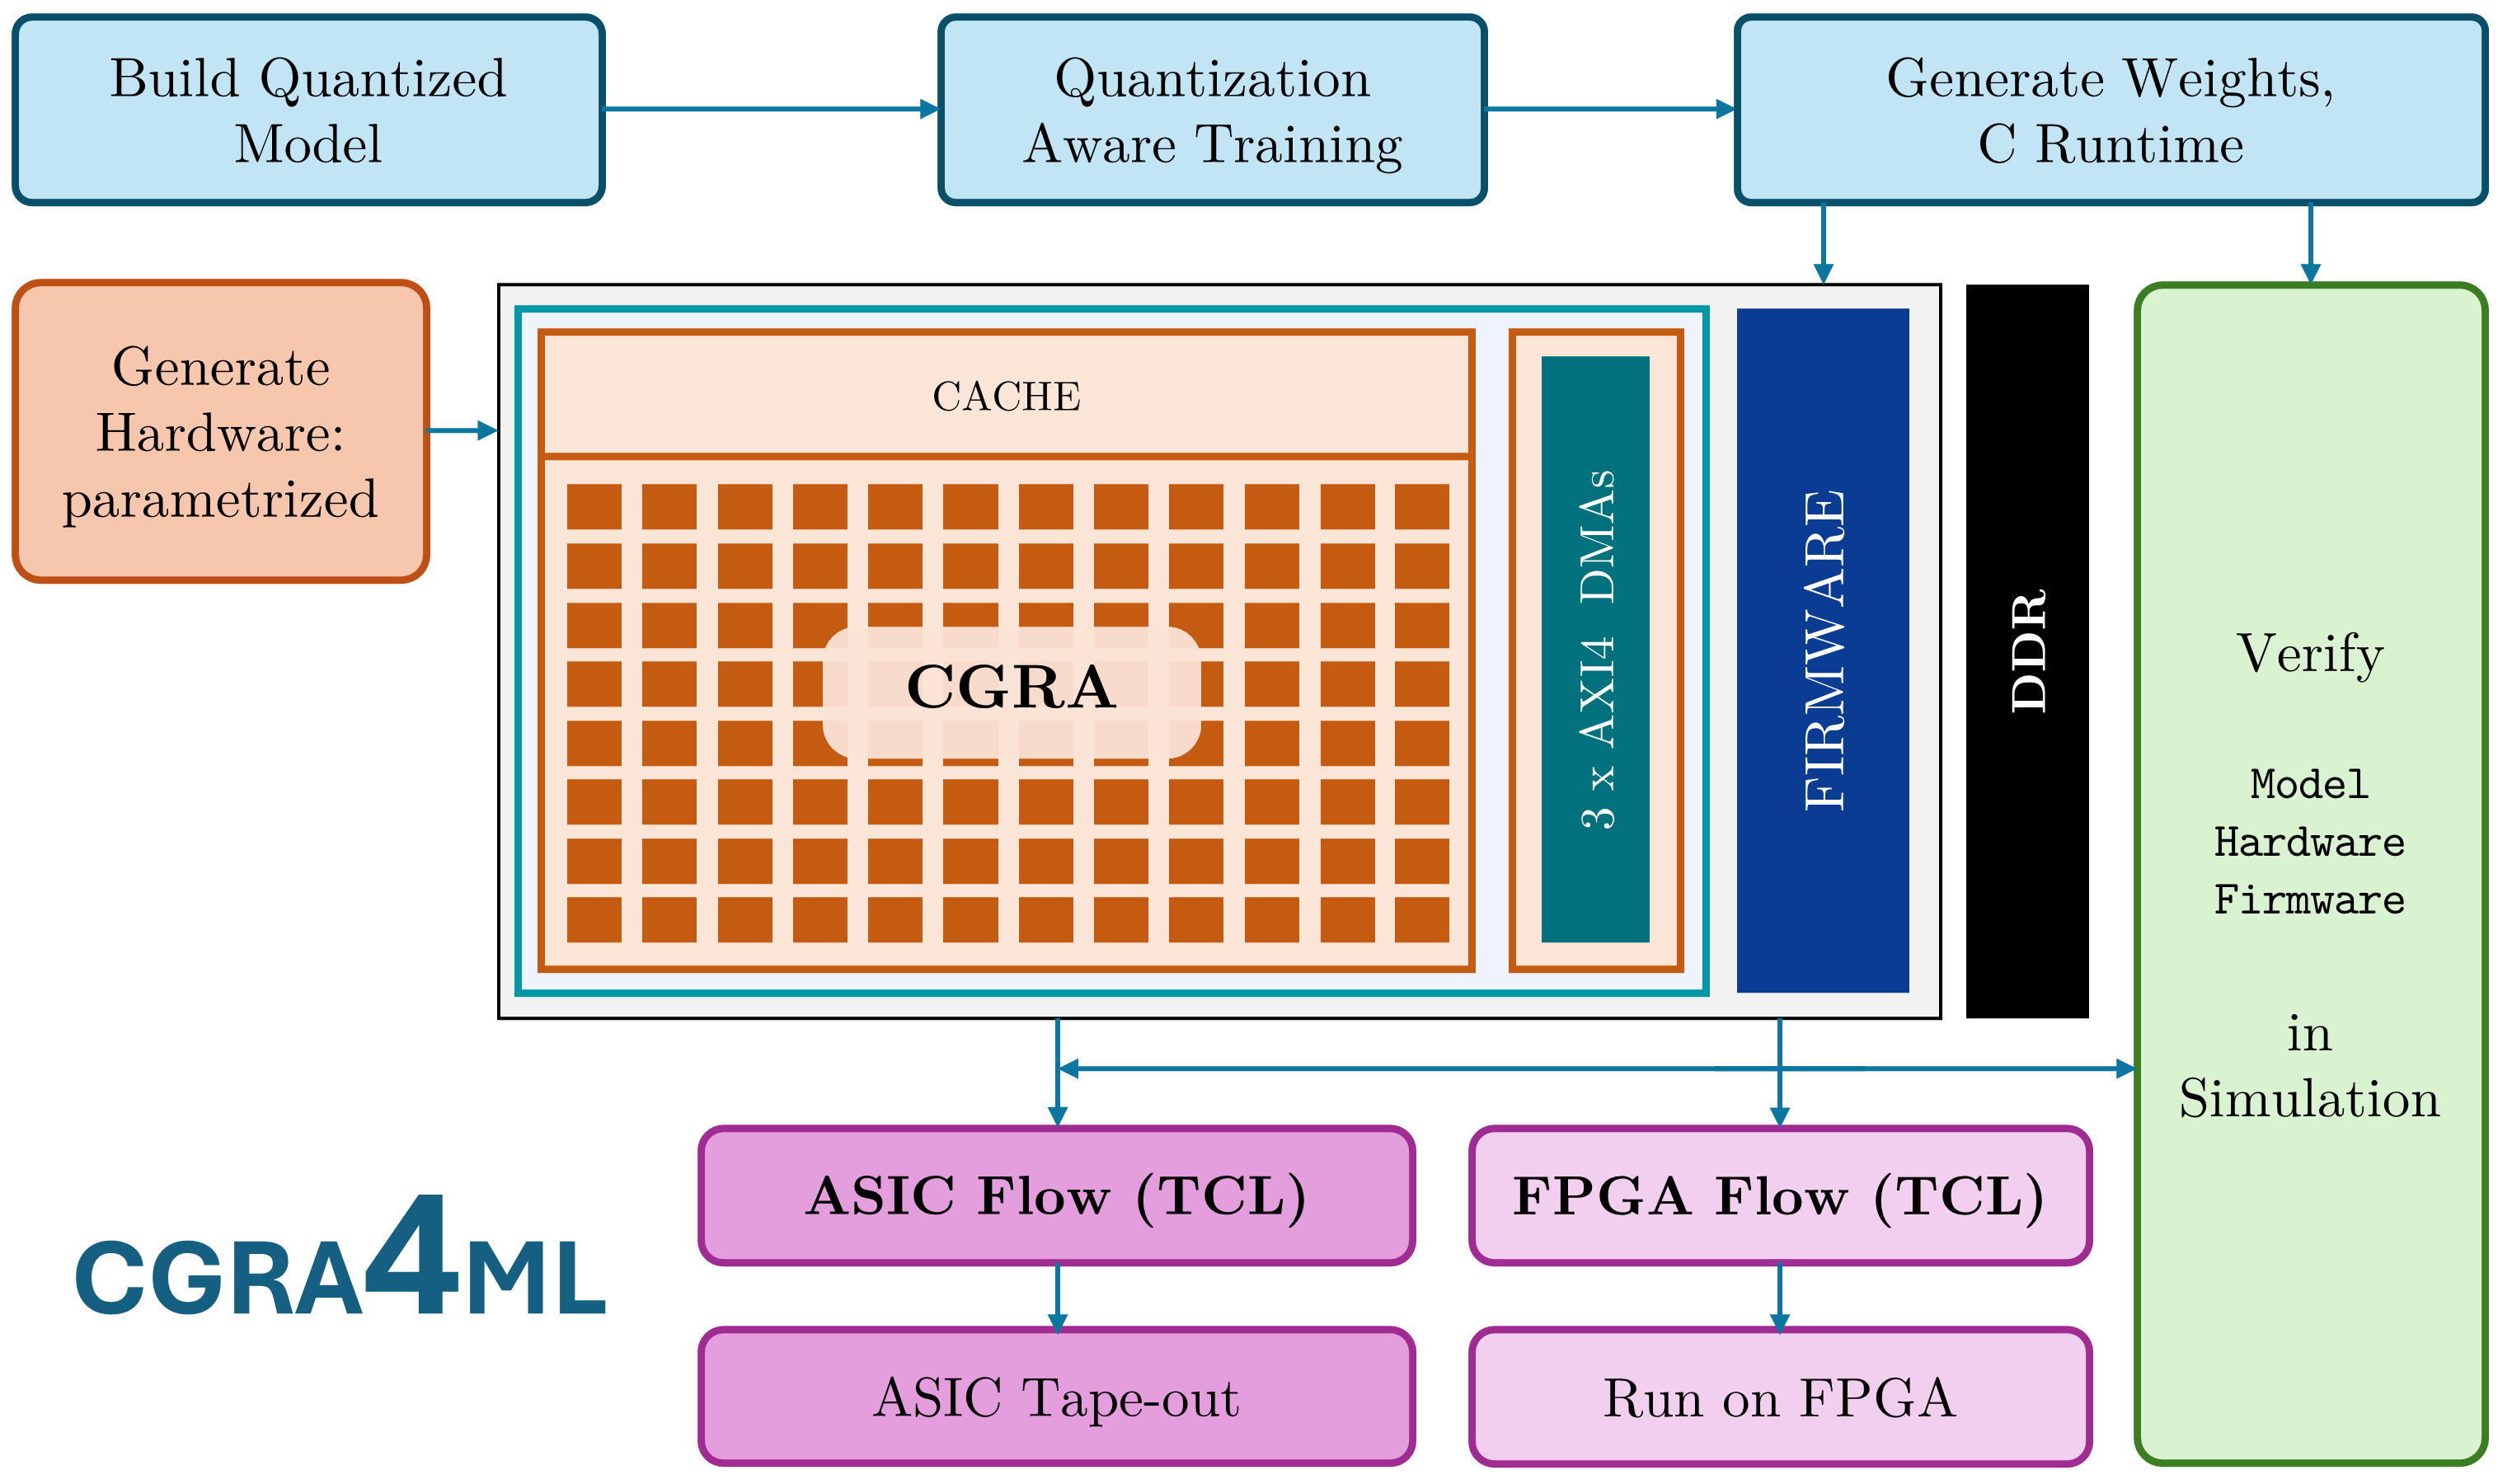 Build Quantized
Model
Quantization
Aware Training
Generate Weights,
C Runtime
Generate
Hardware:
parametrized
CACHE
CGRA
3 x AXI4 DMAs
FIRMWARE
DDR
Verify
Model
Hardware
Firmware
in
Simulation
ASIC Flow (TCL)
FPGA Flow (TCL)
CGRA4ML
ASIC Tape-out
Run on FPGA